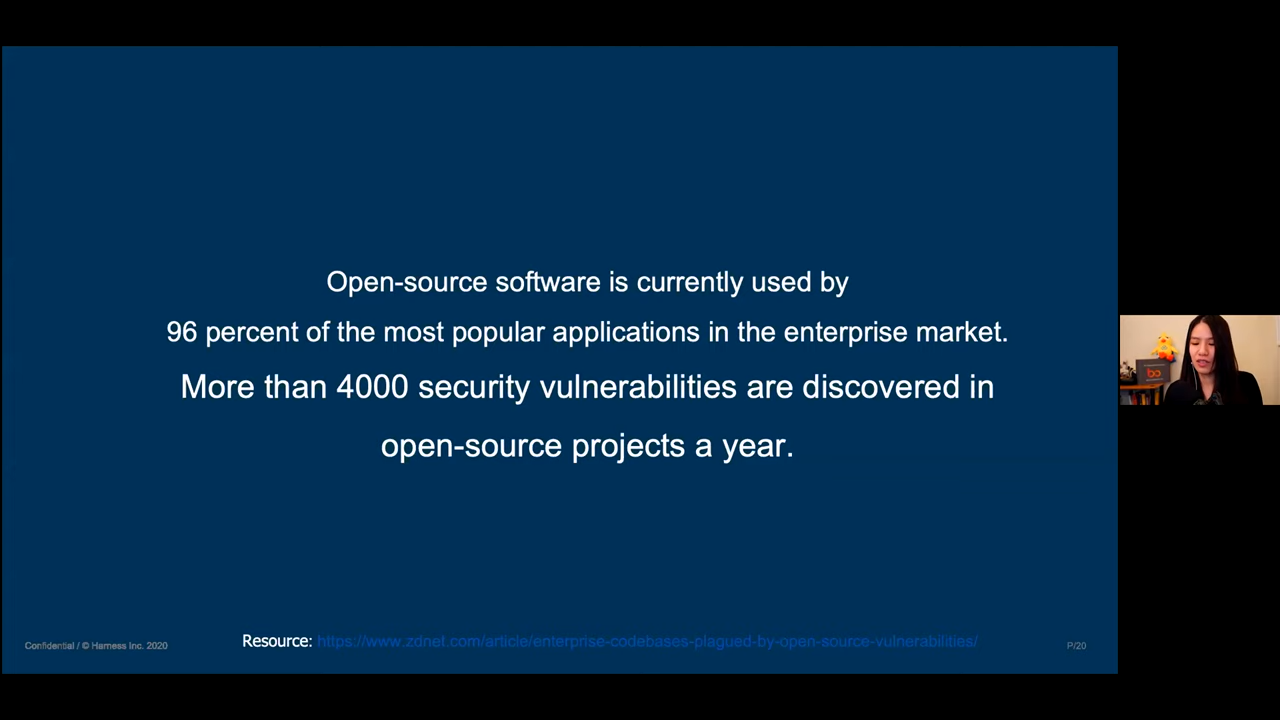 Open-source software is currently used by
96 percent of the most popular applications in the enterprise market.
More than 4000 security vulnerabilities are discovered in
open-source projects a year.
Confidential / © Harness Inc. 2020
Resource: https://www.zdnet.com/article/enterprise-codebases-plagued-by-open-source-vulnerabilities/
P/20